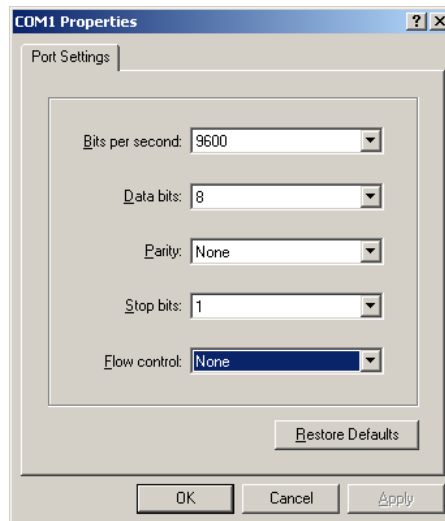 COM1 Properties
Port Settings
Bits per second: 9600
Data bits: 8
Parity: None
Stop bits: 1
Flow control: None
Restore Defaults
OK Cancel Apply